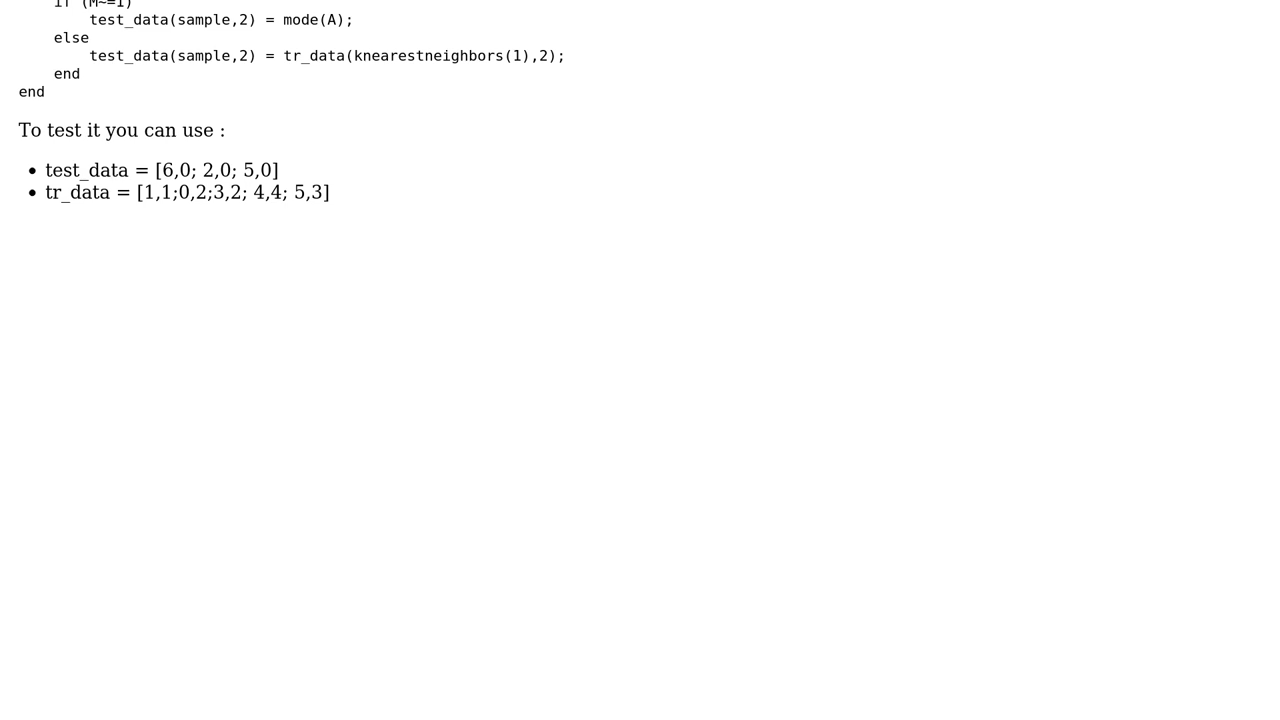 if (M~=1)
test_data(sample,2) = mode(A);
else
test_data(sample,2) = tr_data(knearestneighbors(1),2);
end
end
To test it you can use :
• test_data = [6,0; 2,0; 5,0]
• tr_data = [1,1;0,2;3,2; 4,4; 5,3]